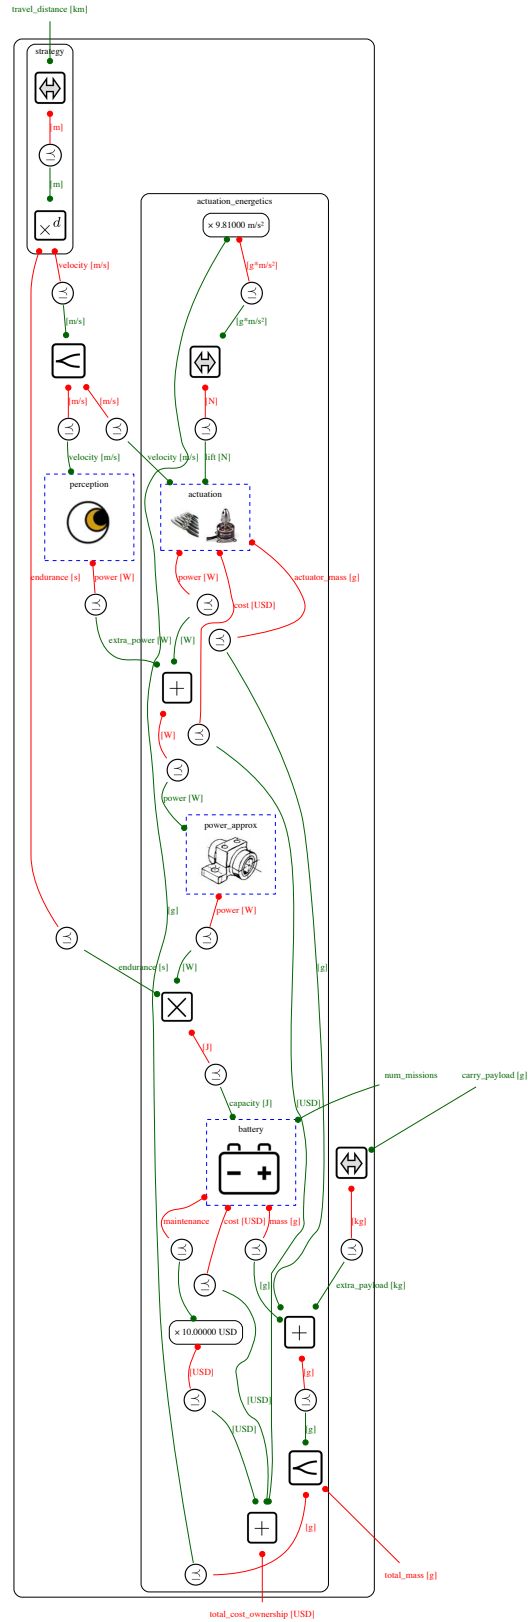 travel_distance [km]
strategy
[m]
[m]
× d
actuation_energetics
× 9.81000 m/s²
velocity [m/s]
[g*m/s²]
[m/s]
[g*m/s²]
[m/s]
[m/s]
[N]
velocity [m/s]
velocity [m/s]
lift [N]
perception
actuation
endurance [s]
power [W]
power [W]
actuator_mass [g]
cost [USD]
extra_power [W]
[W]
[W]
power [W]
power_approx
[g]
power [W]
endurance [s]
[W]
[g]
[J]
num_missions
carry_payload [g]
capacity [J]
[USD]
battery
maintenance
cost [USD]
mass [g]
[kg]
[g]
extra_payload [kg]
× 10.00000 USD
[USD]
[g]
[USD]
[USD]
[g]
[g]
total_mass [g]
total_cost_ownership [USD]